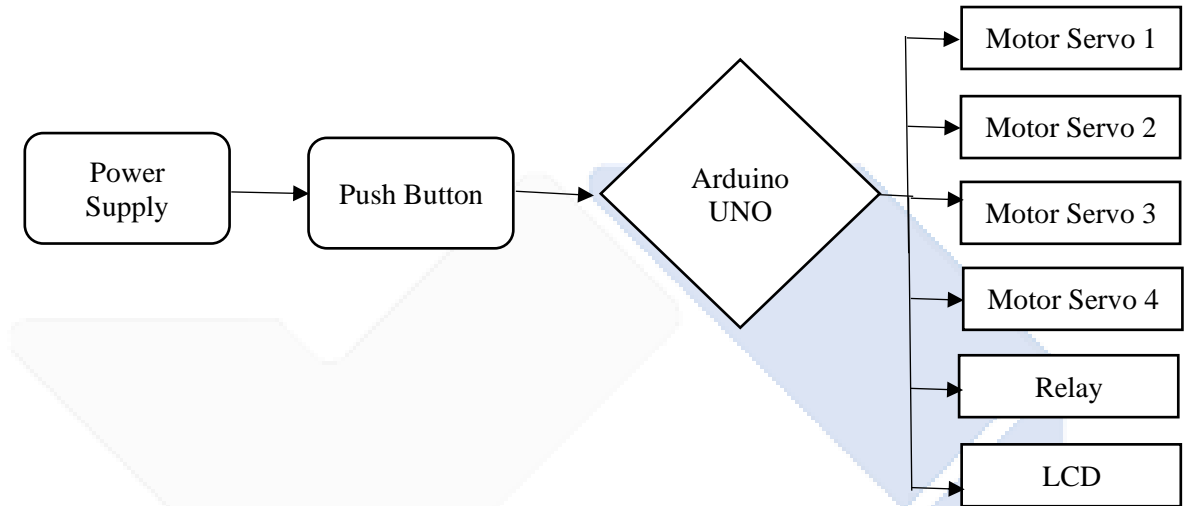 Power
Supply
Push Button
Arduino
UNO
Motor Servo 1
Motor Servo 2
Motor Servo 3
Motor Servo 4
Relay
LCD